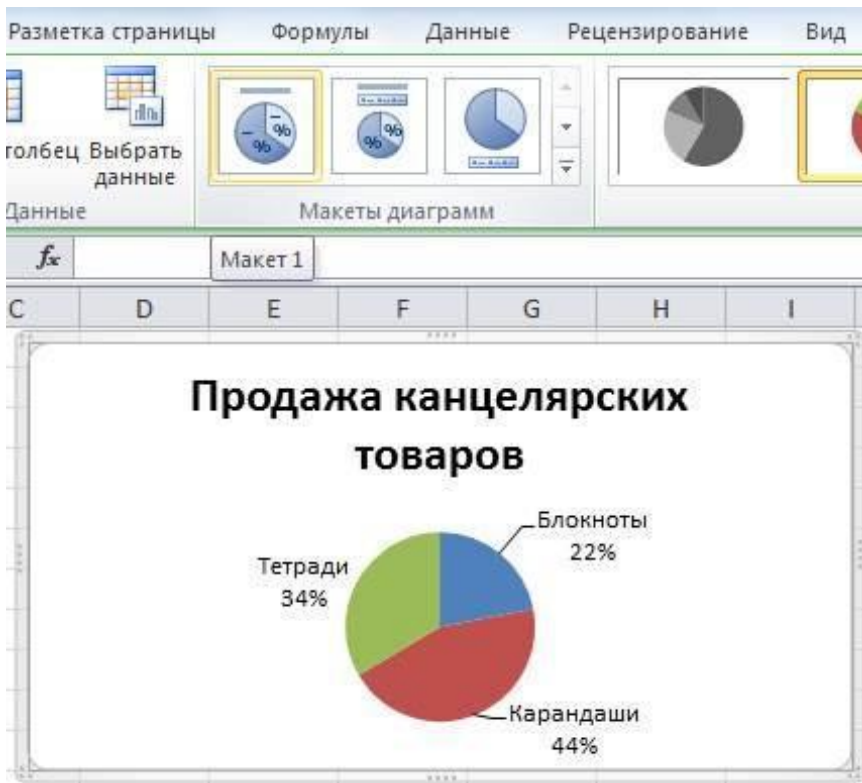 Разметка страницы Формулы Данные Рецензирование Вид
толбец Выбрать
данные
Данные Макеты диаграмм
fx Макет 1
C D E F G H I
Продажа канцелярских
товаров
Блокноты
22%
Тетради
34%
Карандаши
44%